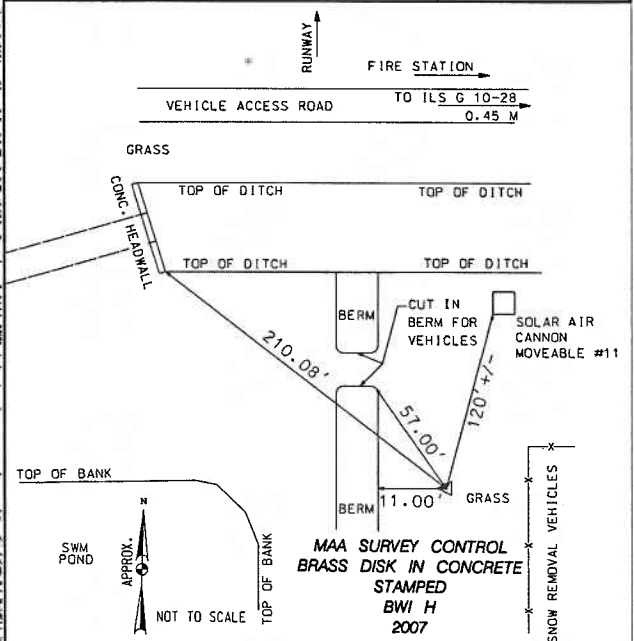 RUNWAY
FIRE STATION
VEHICLE ACCESS ROAD
TO ILS G 10-28
0.45 M
GRASS
TOP OF DITCH
TOP OF DITCH
CONC. HEADWALL
TOP OF DITCH
TOP OF DITCH
BERM
CUT IN
BERM FOR
VEHICLES
SOLAR AIR
CANNON
MOVEABLE #11
210.08'
57.00'
120'+/-
TOP OF BANK
11.00'
GRASS
BERM
N
APPROX.
SWM
POND
TOP OF BANK
NOT TO SCALE
MAA SURVEY CONTROL
BRASS DISK IN CONCRETE
STAMPED
BWI H
2007
SNOW REMOVAL VEHICLES